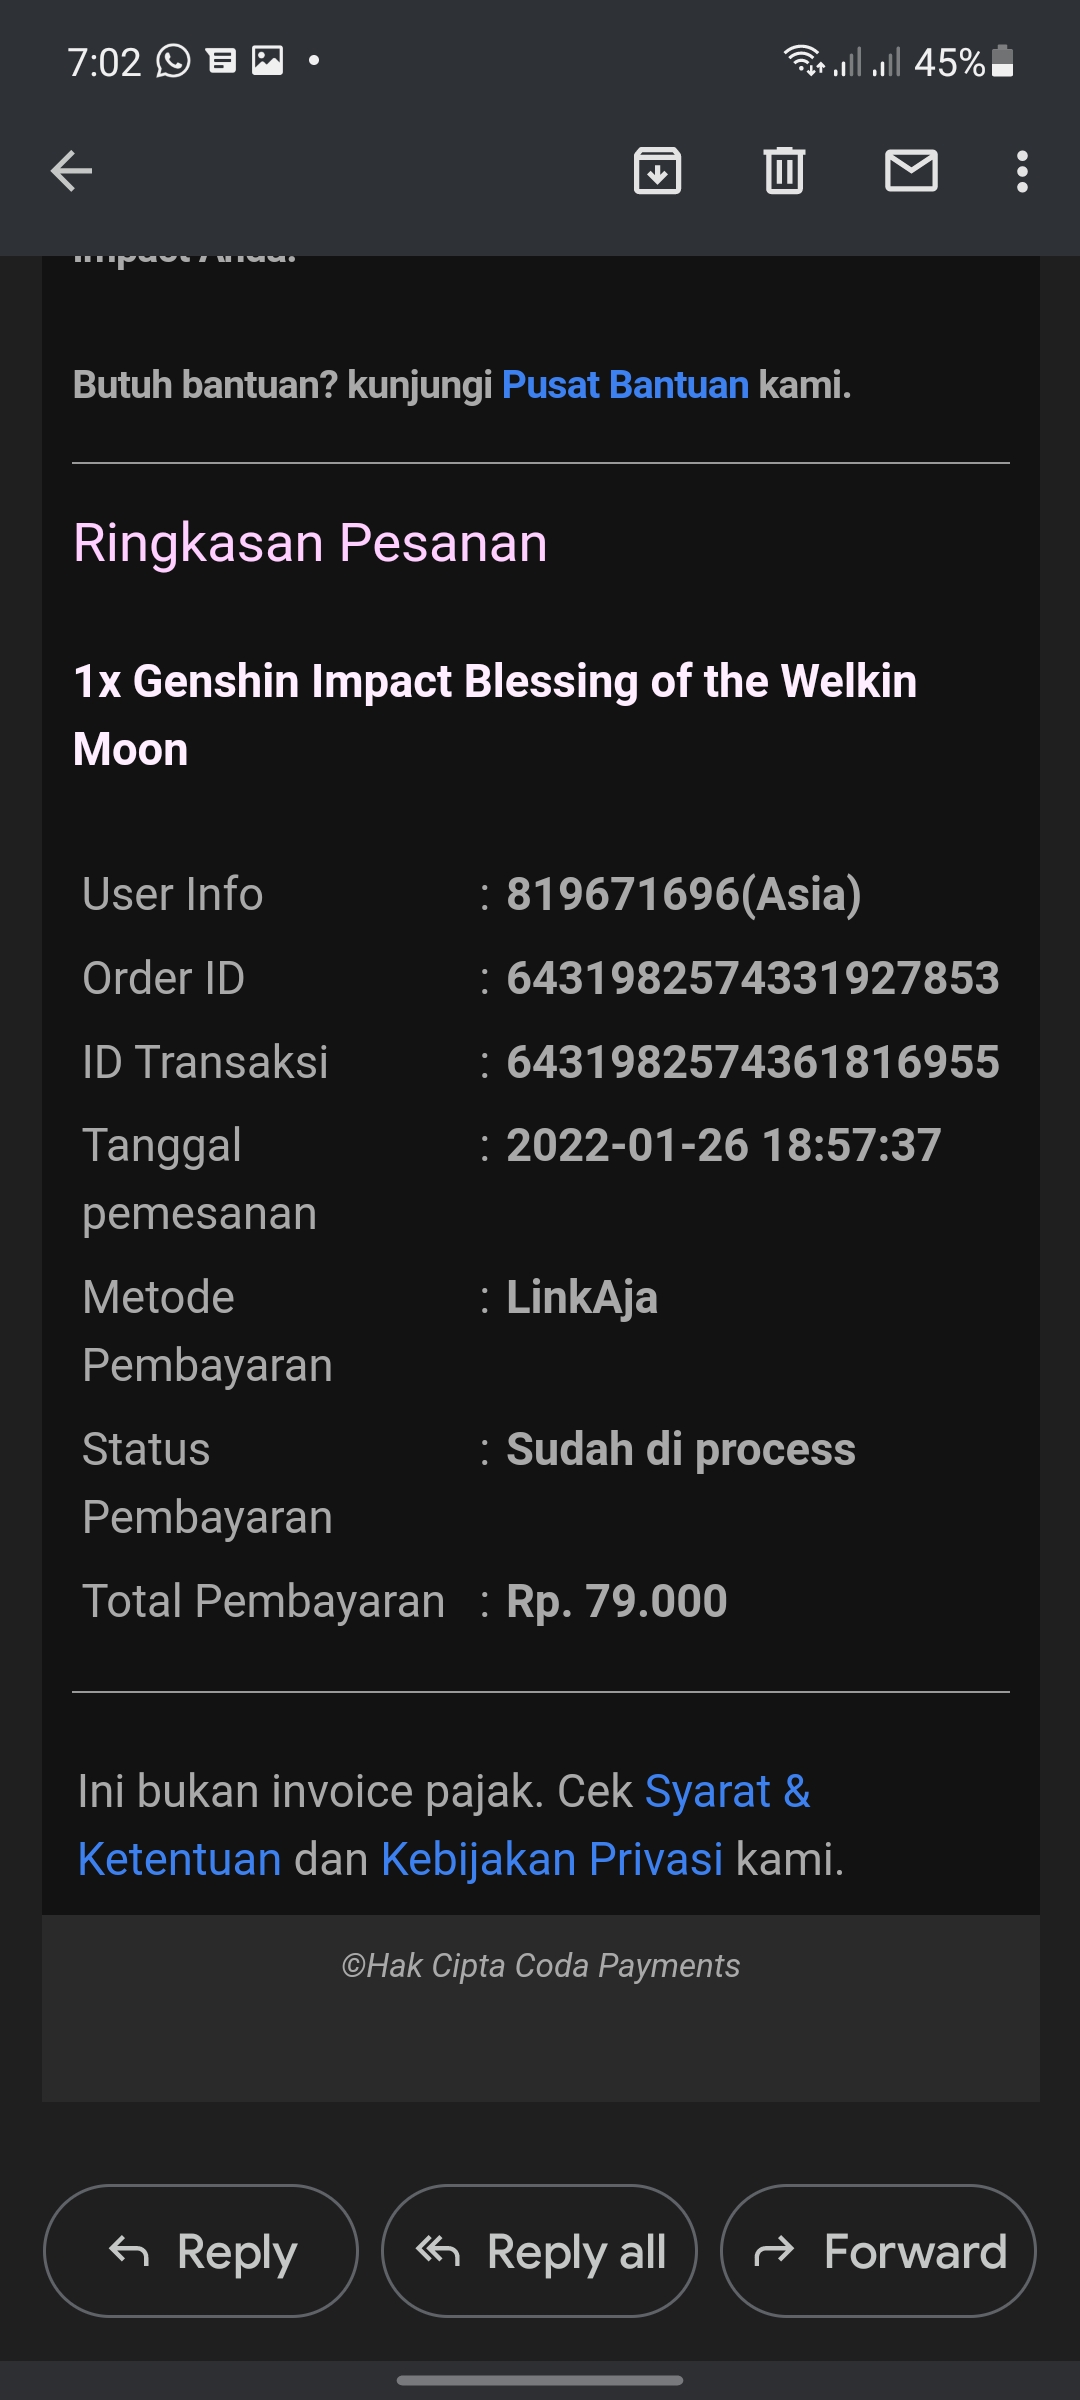 7:02
45%
Impact Anda.
Butuh bantuan? kunjungi Pusat Bantuan kami.
Ringkasan Pesanan
1x Genshin Impact Blessing of the Welkin
Moon
User Info : 819671696(Asia)
Order ID : 6431982574331927853
ID Transaksi : 6431982574361816955
Tanggal : 2022-01-26 18:57:37
pemesanan
Metode : LinkAja
Pembayaran
Status : Sudah di process
Pembayaran
Total Pembayaran : Rp. 79.000
Ini bukan invoice pajak. Cek Syarat &
Ketentuan dan Kebijakan Privasi kami.
©Hak Cipta Coda Payments
Reply
Reply all
Forward